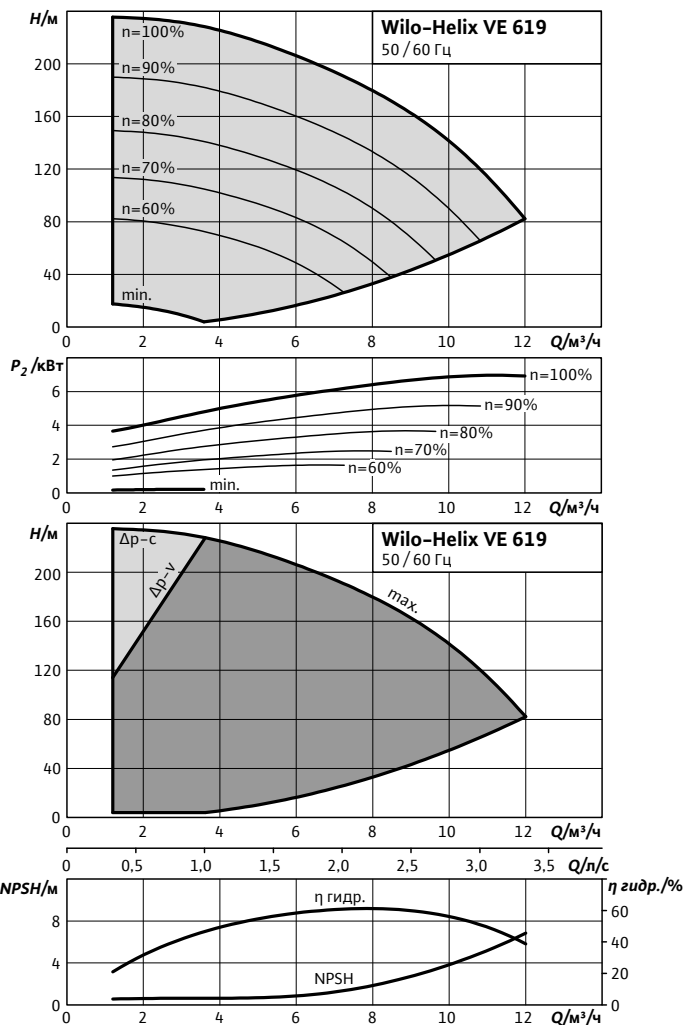 H/м
Wilo-Helix VE 619
50 / 60 Гц
n=100%
200
n=90%
160
n=80%
120
n=70%
80
n=60%
40
min.
0
0 2 4 6 8 10 12 Q/м³/ч
P₂ /кВт
6
n=100%
4
n=90%
n=80%
2
n=70%
n=60%
min.
0
0 2 4 6 8 10 12 Q/м³/ч
H/м
Wilo-Helix VE 619
50 / 60 Гц
Δp-c
Δp-v
max.
200
160
120
80
40
0
0 2 4 6 8 10 12 Q/м³/ч
0 0,5 1,0 1,5 2,0 2,5 3,0 3,5 Q/л/с
NPSH/м
η гидр./%
η гидр.
8
60
40
4
NPSH
20
0
0
0 2 4 6 8 10 12 Q/м³/ч